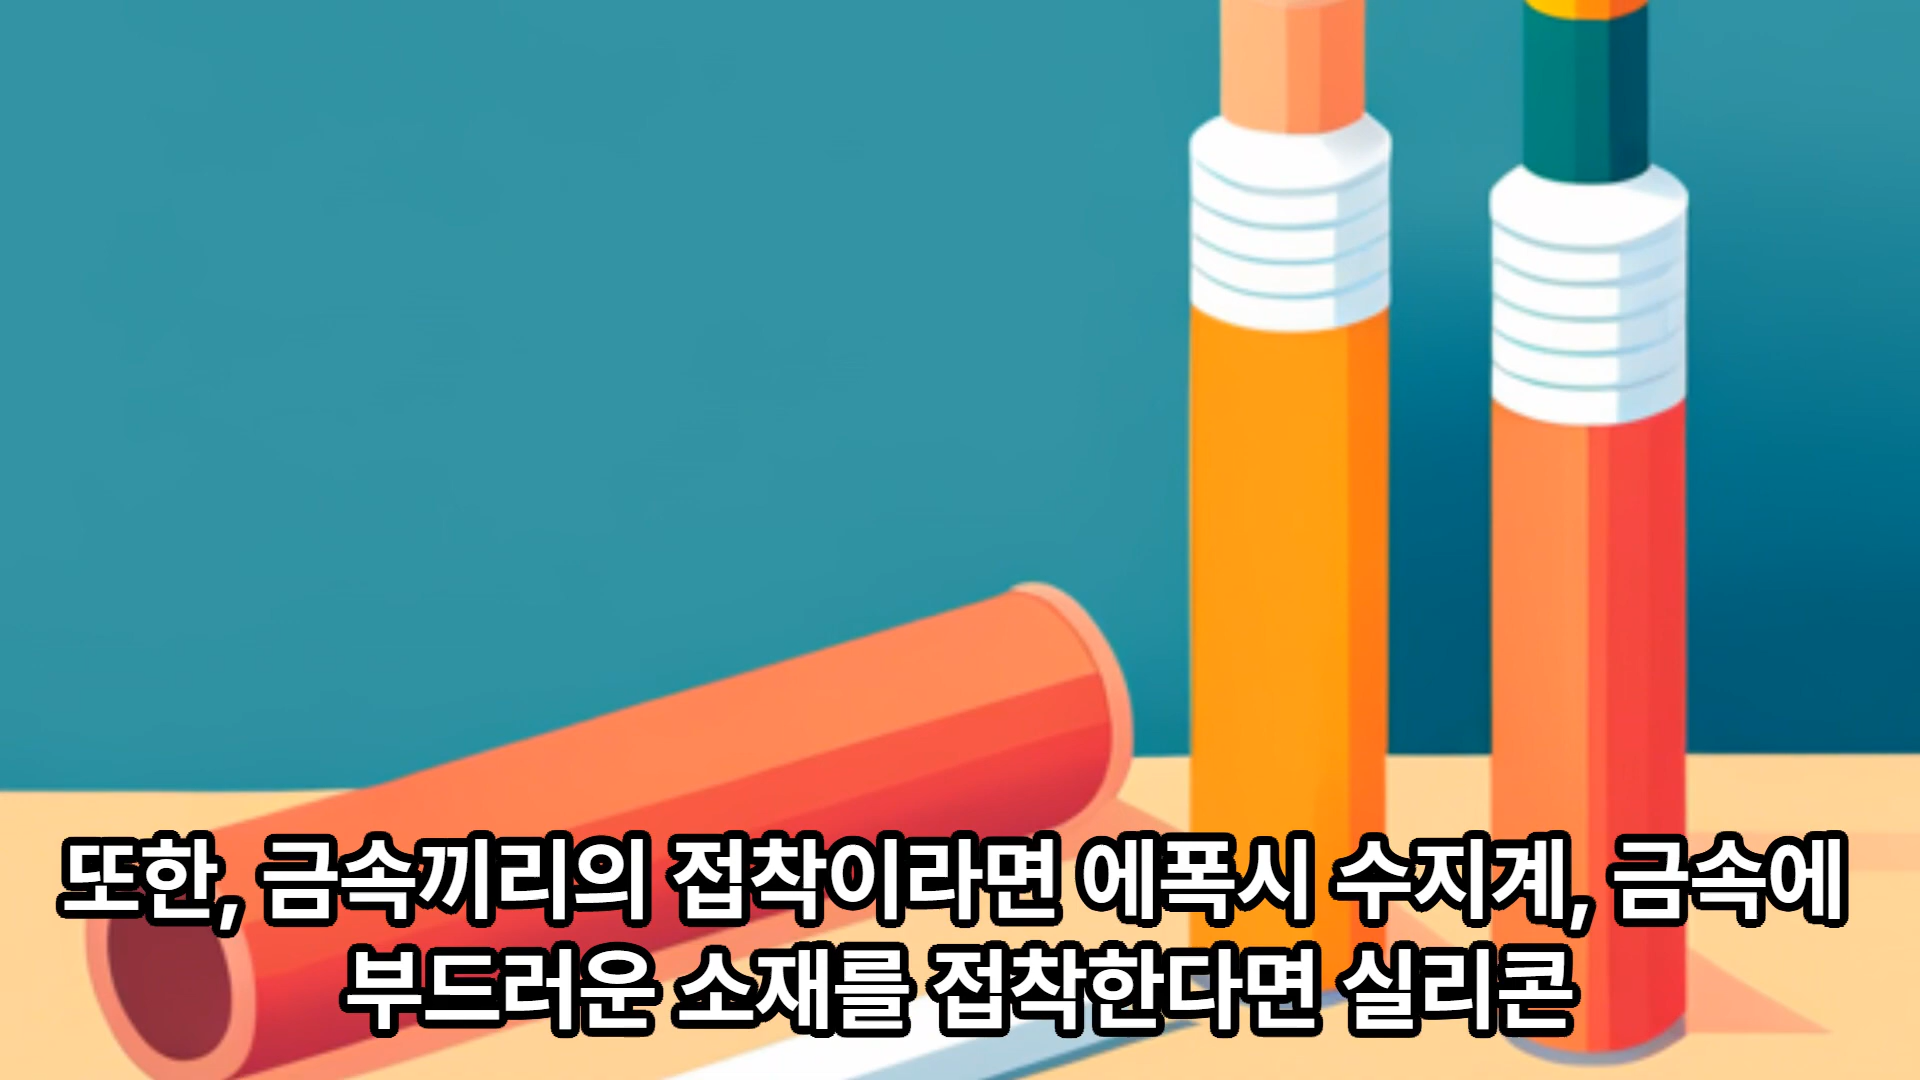 또한, 금속끼리의 접착이라면 에폭시 수지계, 금속에
부드러운 소재를 접착한다면 실리콘